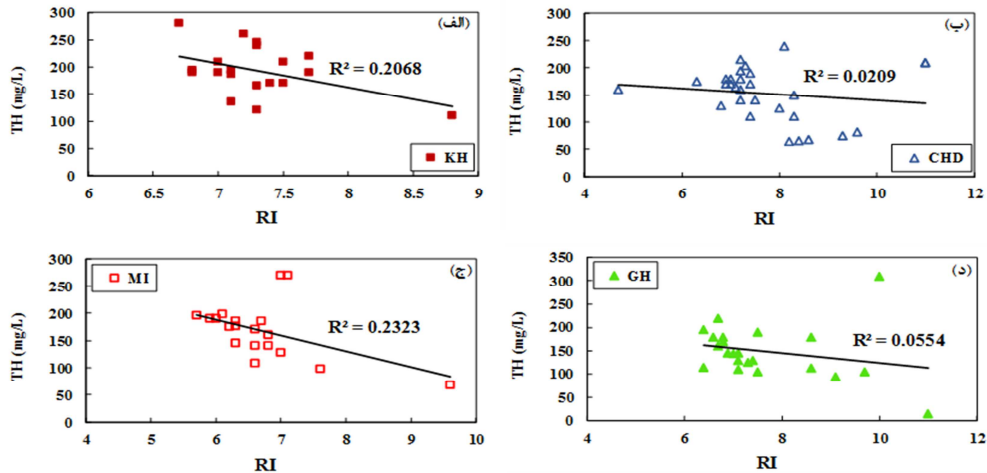 (الف)
TH (mg/L)
300
250
200
150
100
50
0
R² = 0.2068
KH
6 6.5 7 7.5 8 8.5 9
RI
(ب)
TH (mg/L)
300
250
200
150
100
50
0
R² = 0.0209
CHD
4 6 8 10 12
RI
(ج)
MI
TH (mg/L)
300
250
200
150
100
50
0
R² = 0.2323
4 5 6 7 8 9 10
RI
(د)
GH
TH (mg/L)
350
300
250
200
150
100
50
0
R² = 0.0554
4 6 8 10 12
RI